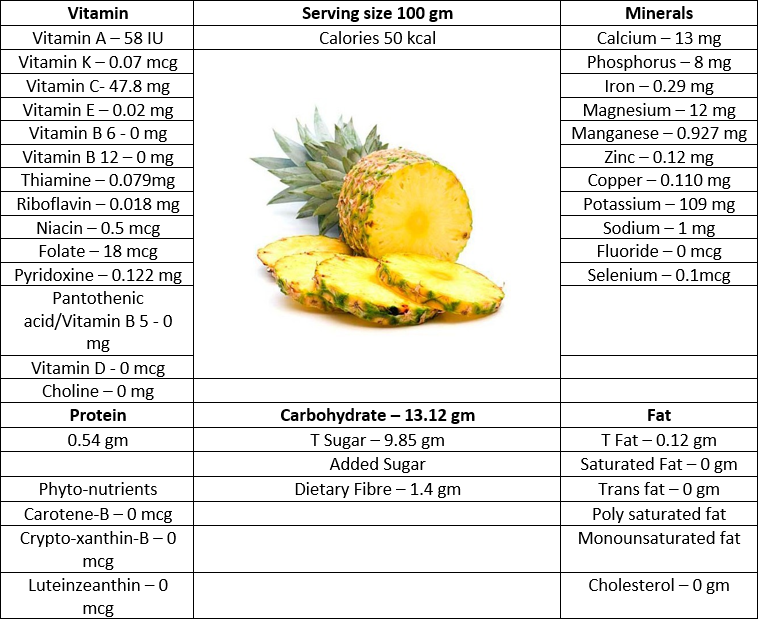 Vitamin
Serving size 100 gm
Minerals
Vitamin A – 58 IU
Calories 50 kcal
Calcium – 13 mg
Vitamin K – 0.07 mcg
Phosphorus – 8 mg
Vitamin C- 47.8 mg
Iron – 0.29 mg
Vitamin E – 0.02 mg
Magnesium – 12 mg
Vitamin B 6 - 0 mg
Manganese – 0.927 mg
Vitamin B 12 – 0 mg
Zinc – 0.12 mg
Thiamine – 0.079mg
Copper – 0.110 mg
Riboflavin – 0.018 mg
Potassium – 109 mg
Niacin – 0.5 mcg
Sodium – 1 mg
Folate – 18 mcg
Fluoride – 0 mcg
Pyridoxine – 0.122 mg
Selenium – 0.1mcg
Pantothenic
acid/Vitamin B 5 - 0
mg
Vitamin D - 0 mcg
Choline – 0 mg
Protein
Carbohydrate – 13.12 gm
Fat
0.54 gm
T Sugar – 9.85 gm
T Fat – 0.12 gm
Added Sugar
Saturated Fat – 0 gm
Phyto-nutrients
Dietary Fibre – 1.4 gm
Trans fat – 0 gm
Carotene-B – 0 mcg
Poly saturated fat
Crypto-xanthin-B – 0
mcg
Monounsaturated fat
Luteinzeanthin – 0
mcg
Cholesterol – 0 gm